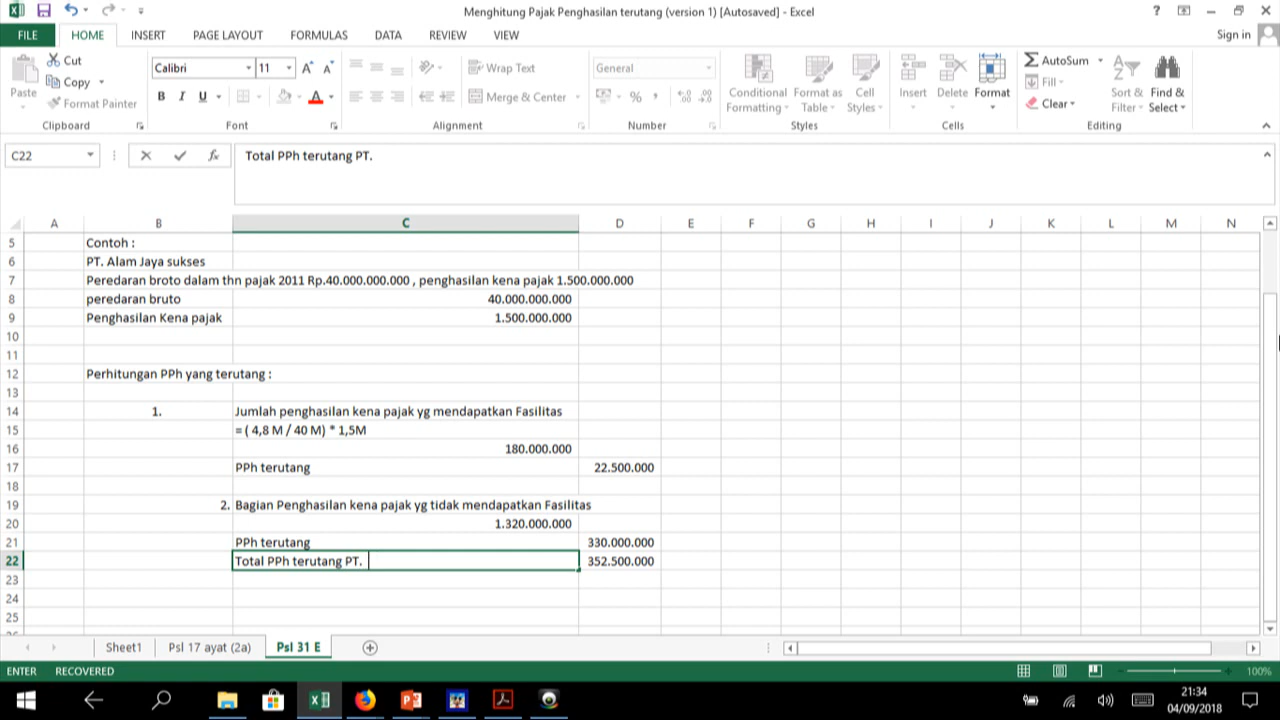 Menghitung Pajak Penghasilan terutang (version 1) [Autosaved] - Excel
FILE HOME INSERT PAGE LAYOUT FORMULAS DATA REVIEW VIEW Sign in
Cut
Copy
Format Painter
Paste
Clipboard
Calibri 11
B I U
Font
Wrap Text
Merge & Center
Alignment
General
%
Number
Conditional Formatting
Format as Table
Cell Styles
Styles
Insert Delete Format
Cells
AutoSum
Fill
Clear
Sort & Filter
Find & Select
Editing
C22 Total PPh terutang PT.
A B C D E F G H I J K L M N
5 Contoh :
6 PT. Alam Jaya sukses
7 Peredaran broto dalam thn pajak 2011 Rp.40.000.000.000 , penghasilan kena pajak 1.500.000.000
8 peredaran bruto 40.000.000.000
9 Penghasilan Kena pajak 1.500.000.000
10
11
12 Perhitungan PPh yang terutang :
13
14 1. Jumlah penghasilan kena pajak yg mendapatkan Fasilitas
15 = ( 4,8 M / 40 M) * 1,5M
16 180.000.000
17 PPh terutang 22.500.000
18
19 2. Bagian Penghasilan kena pajak yg tidak mendapatkan Fasilitas
20 1.320.000.000
21 PPh terutang 330.000.000
22 Total PPh terutang PT. 352.500.000
23
24
25
Sheet1 Psl 17 ayat (2a) Psl 31 E
ENTER RECOVERED 100%
21:34
04/09/2018